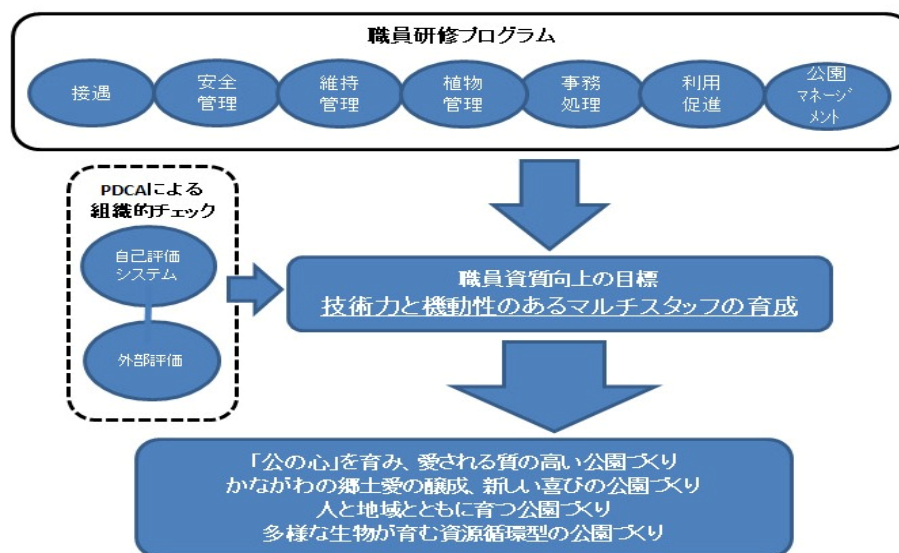 職員研修プログラム
接遇
安全
管理
維持
管理
植物
管理
事務
処理
利用
促進
公園
マネージ
メント
PDCAによる
組織的チェック
自己評価
システム
外部評価
職員資質向上の目標
技術力と機動性のあるマルチスタッフの育成
「公の心」を育み、愛される質の高い公園づくり
かながわの郷土愛の醸成、新しい喜びの公園づくり
人と地域とともに育つ公園づくり
多様な生物が育む資源循環型の公園づくり